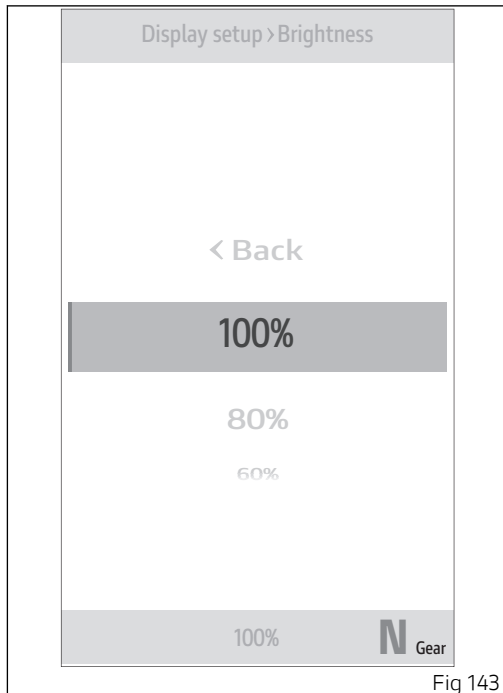 Display setup › Brightness
‹ Back
100%
80%
60%
100%
N Gear
Fig 143